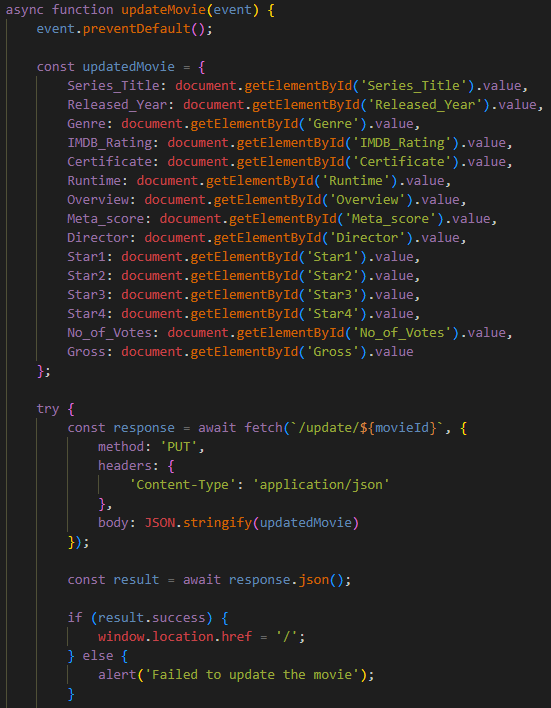 async function updateMovie(event) {
    event.preventDefault();

    const updatedMovie = {
        Series_Title: document.getElementById('Series_Title').value,
        Released_Year: document.getElementById('Released_Year').value,
        Genre: document.getElementById('Genre').value,
        IMDB_Rating: document.getElementById('IMDB_Rating').value,
        Certificate: document.getElementById('Certificate').value,
        Runtime: document.getElementById('Runtime').value,
        Overview: document.getElementById('Overview').value,
        Meta_score: document.getElementById('Meta_score').value,
        Director: document.getElementById('Director').value,
        Star1: document.getElementById('Star1').value,
        Star2: document.getElementById('Star2').value,
        Star3: document.getElementById('Star3').value,
        Star4: document.getElementById('Star4').value,
        No_of_Votes: document.getElementById('No_of_Votes').value,
        Gross: document.getElementById('Gross').value
    };

    try {
        const response = await fetch(`/update/${movieId}`, {
            method: 'PUT',
            headers: {
                'Content-Type': 'application/json'
            },
            body: JSON.stringify(updatedMovie)
        });

        const result = await response.json();

        if (result.success) {
            window.location.href = '/';
        } else {
            alert('Failed to update the movie');
        }